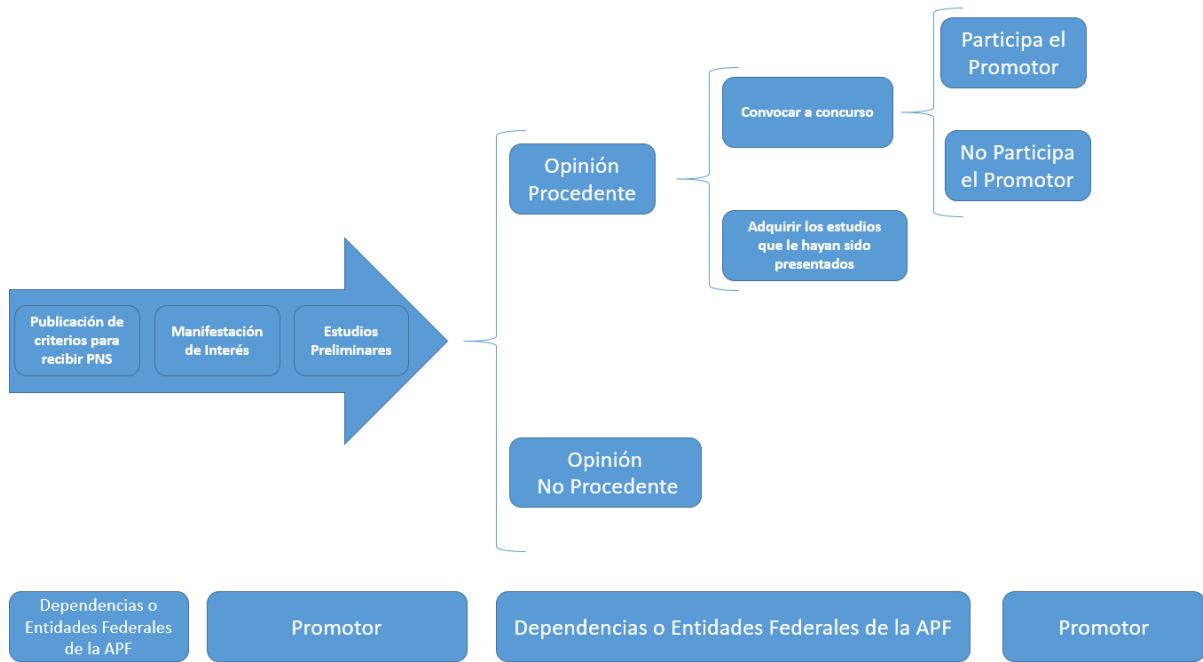 Publicación de
criterios para
recibir PNS
Manifestación
de Interés
Estudios
Preliminares
Opinión
Procedente
Opinión
No Procedente
Convocar a concurso
Adquirir los estudios
que le hayan sido
presentados
Participa el
Promotor
No Participa
el Promotor
Dependencias o
Entidades Federales
de la APF
Promotor
Dependencias o Entidades Federales de la APF
Promotor